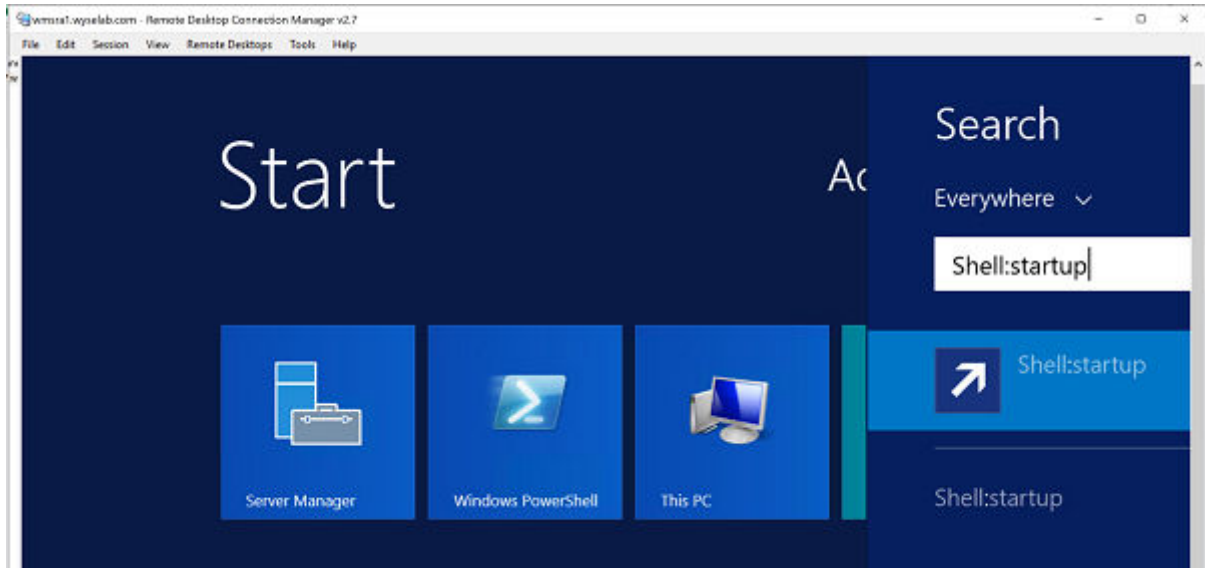 wmsra1.wyselab.com - Remote Desktop Connection Manager v2.7
File Edit Session View Remote Desktops Tools Help
Start
Ac
Search
Everywhere
Shell:startup
Shell:startup
Server Manager
Windows PowerShell
This PC
Shell:startup